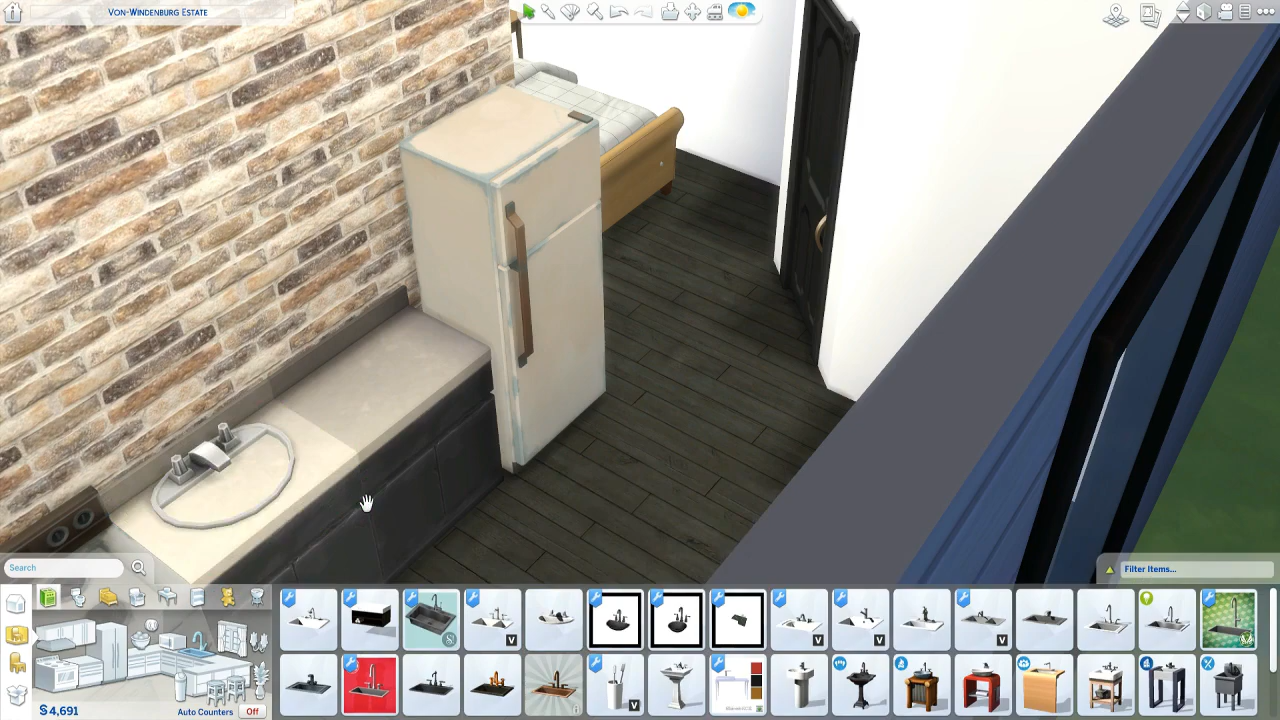 Von-Windenburg Estate
Search
Filter Items...
V
V
V
V
V
$4,691
Auto Counters
Off